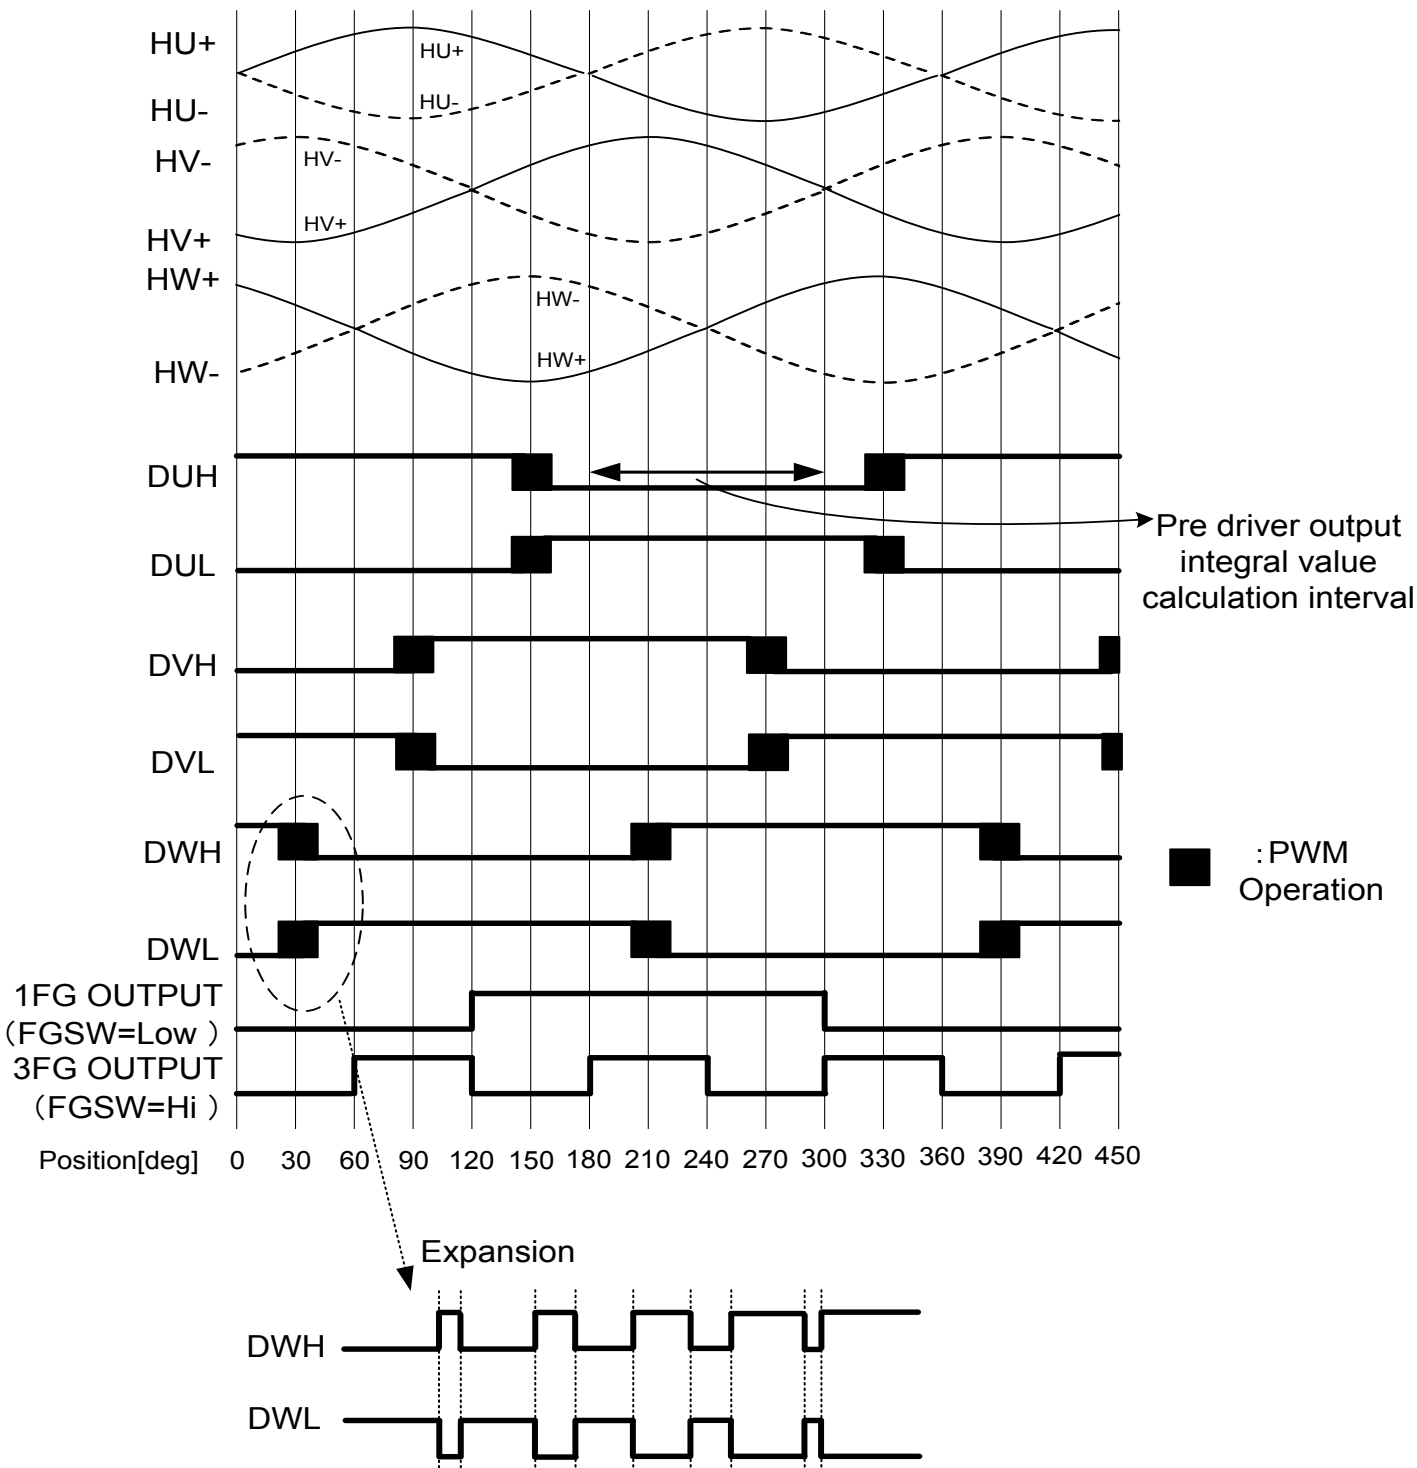 HU+
HU+
HU-
HU-
HV-
HV-
HV+
HV+
HW+
HW-
HW+
HW-
DUH
Pre driver output
integral value
calculation interval
DUL
DVH
DVL
DWH
:PWM
Operation
DWL
1FG OUTPUT
（FGSW=Low ）
3FG OUTPUT
（FGSW=Hi ）
Position[deg] 0 30 60 90 120 150 180 210 240 270 300 330 360 390 420 450
Expansion
DWH
DWL